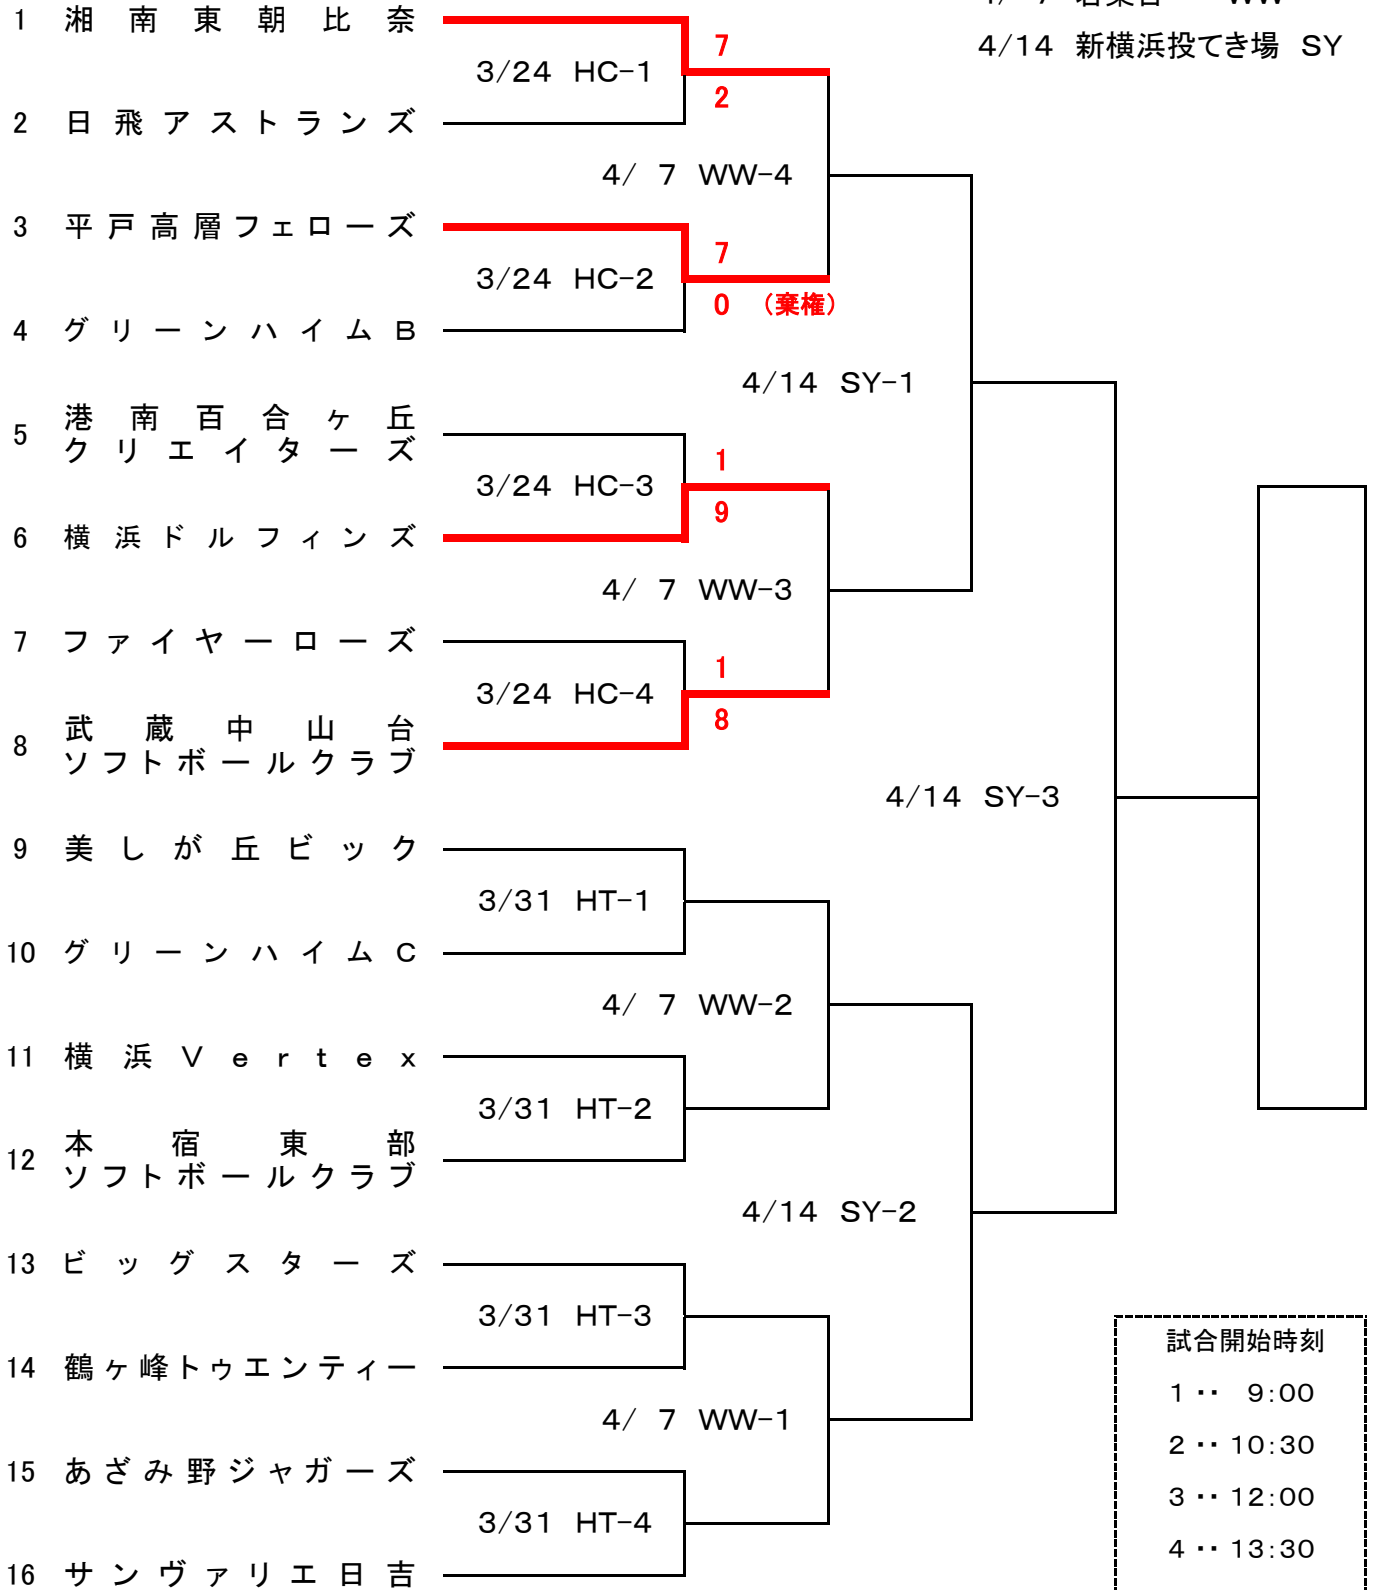 1 湘南東朝比奈
4/14 新横浜投てき場 SY
7
3/24 HC-1
2
2 日飛アストランズ
4/ 7 WW-4
3 平戸高層フェローズ
7
3/24 HC-2
0 (棄権)
4 グリーンハイムB
4/14 SY-1
5 港南百合ヶ丘
クリエイターズ
1
3/24 HC-3
9
6 横浜ドルフィンズ
4/ 7 WW-3
7 ファイヤーローズ
1
3/24 HC-4
8
8 武蔵中山台
ソフトボールクラブ
4/14 SY-3
9 美しが丘ビック
3/31 HT-1
10 グリーンハイムC
4/ 7 WW-2
11 横浜Vertex
3/31 HT-2
12 本宿東部
ソフトボールクラブ
4/14 SY-2
13 ビッグスターズ
3/31 HT-3
14 鶴ヶ峰トゥエンティー
4/ 7 WW-1
15 あざみ野ジャガーズ
3/31 HT-4
16 サンヴァリエ日吉
試合開始時刻
1 ‥ 9:00
2 ‥ 10:30
3 ‥ 12:00
4 ‥ 13:30